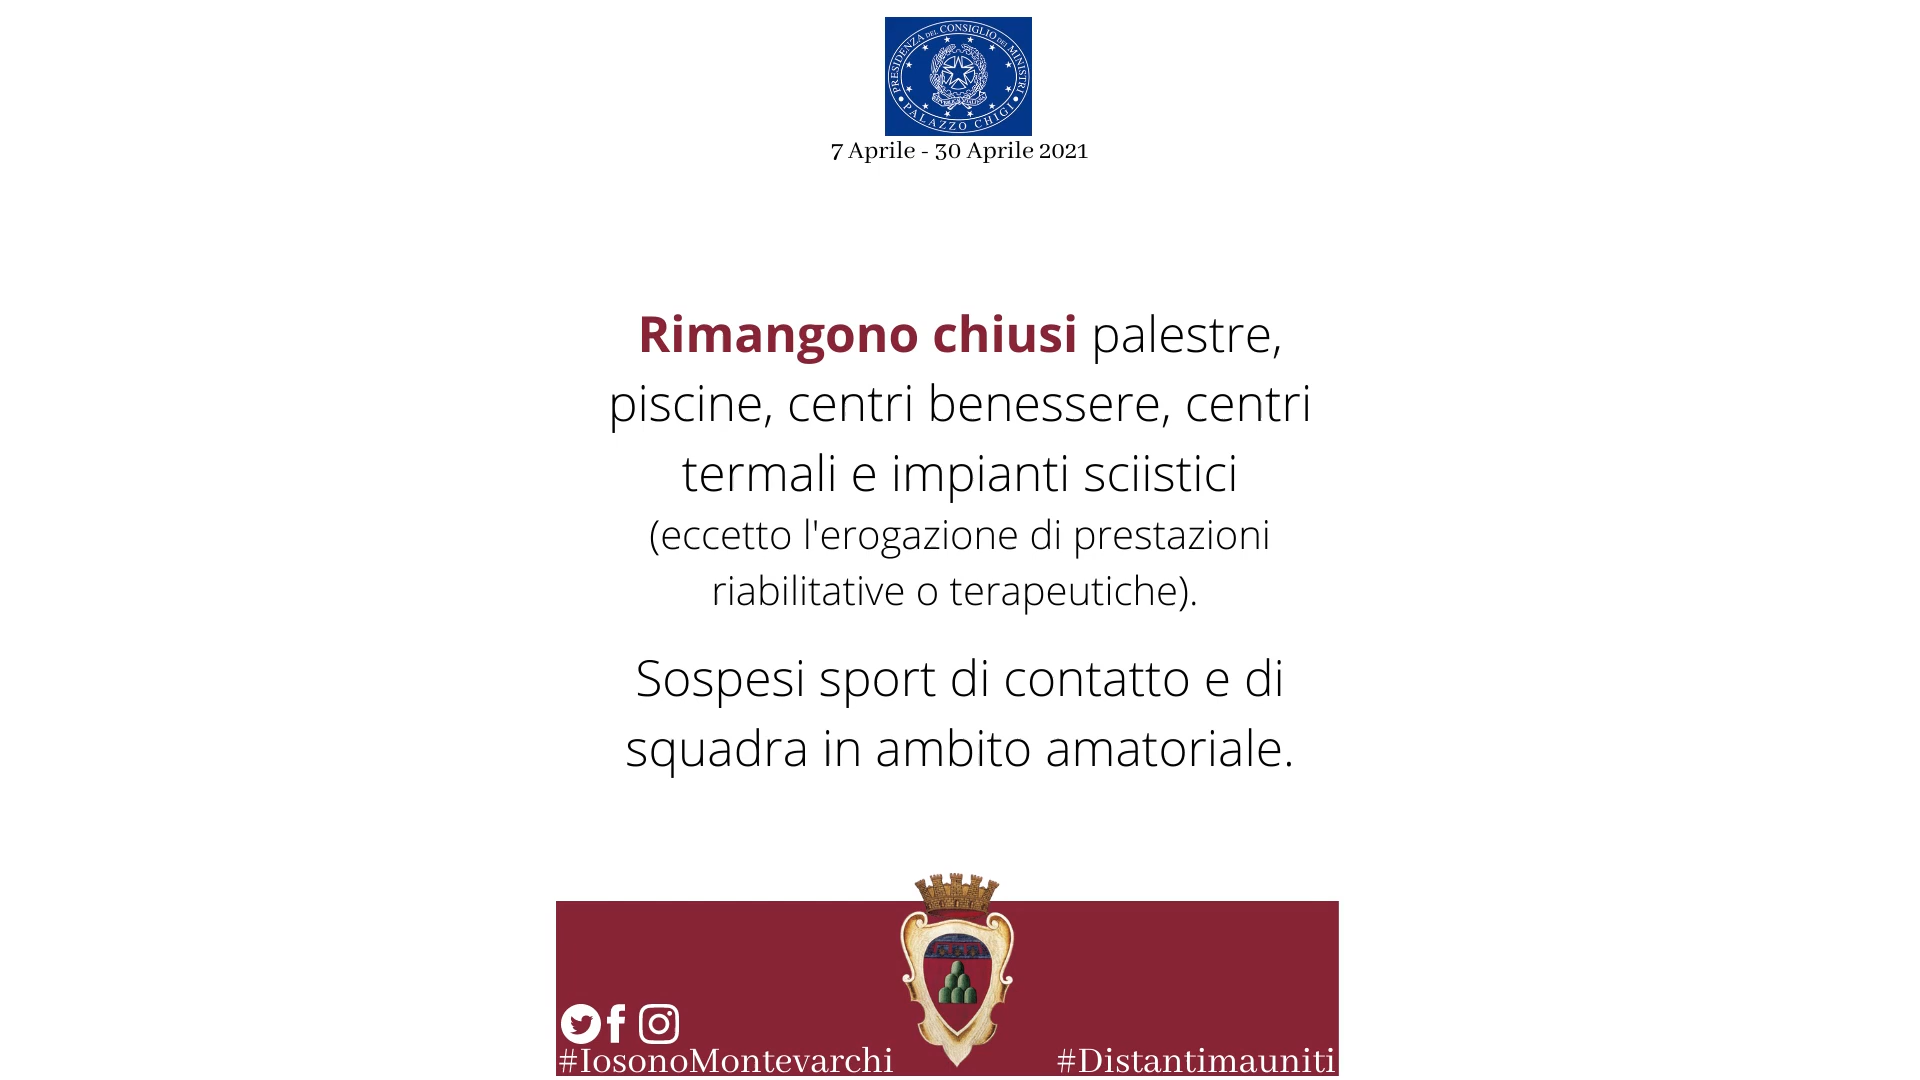 PRESIDENZA DEL CONSIGLIO DEI MINISTRI
PALAZZO CHIGI
7 Aprile - 30 Aprile 2021
Rimangono chiusi palestre,
piscine, centri benessere, centri
termali e impianti sciistici
(eccetto l'erogazione di prestazioni
riabilitative o terapeutiche).
Sospesi sport di contatto e di
squadra in ambito amatoriale.
#IosonoMontevarchi
#Distantimauniti